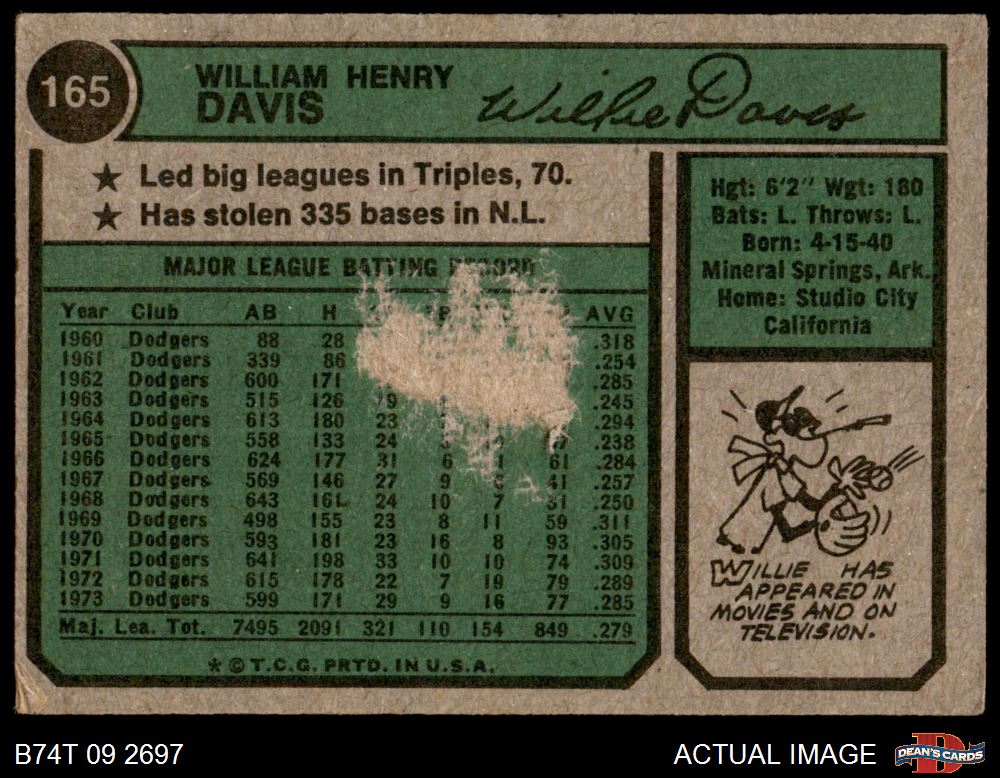 165
WILLIAM HENRY
DAVIS
Willie Davis
★ Led big leagues in Triples, 70.
★ Has stolen 335 bases in N.L.
MAJOR LEAGUE BATTING RECORD
Year Club AB H AVG
1960 Dodgers 88 28 .318
1961 Dodgers 339 86 .254
1962 Dodgers 600 171 .285
1963 Dodgers 515 126 .245
1964 Dodgers 613 180 23 .294
1965 Dodgers 558 133 24 .238
1966 Dodgers 624 177 31 6 61 .284
1967 Dodgers 569 146 27 9 41 .257
1968 Dodgers 643 161 24 10 7 31 .250
1969 Dodgers 498 155 23 8 11 59 .311
1970 Dodgers 593 181 23 16 8 93 .305
1971 Dodgers 641 198 33 10 10 74 .309
1972 Dodgers 615 178 22 7 19 79 .289
1973 Dodgers 599 171 29 9 16 77 .285
Maj. Lea. Tot. 7495 2091 321 110 154 849 .279
* © T.C.G. PRTD. IN U.S.A.
Hgt: 6'2" Wgt: 180
Bats: L. Throws: L.
Born: 4-15-40
Mineral Springs, Ark.
Home: Studio City
California
WILLIE HAS
APPEARED IN
MOVIES AND ON
TELEVISION.
B74T 09 2697
ACTUAL IMAGE
DEAN'S CARDS